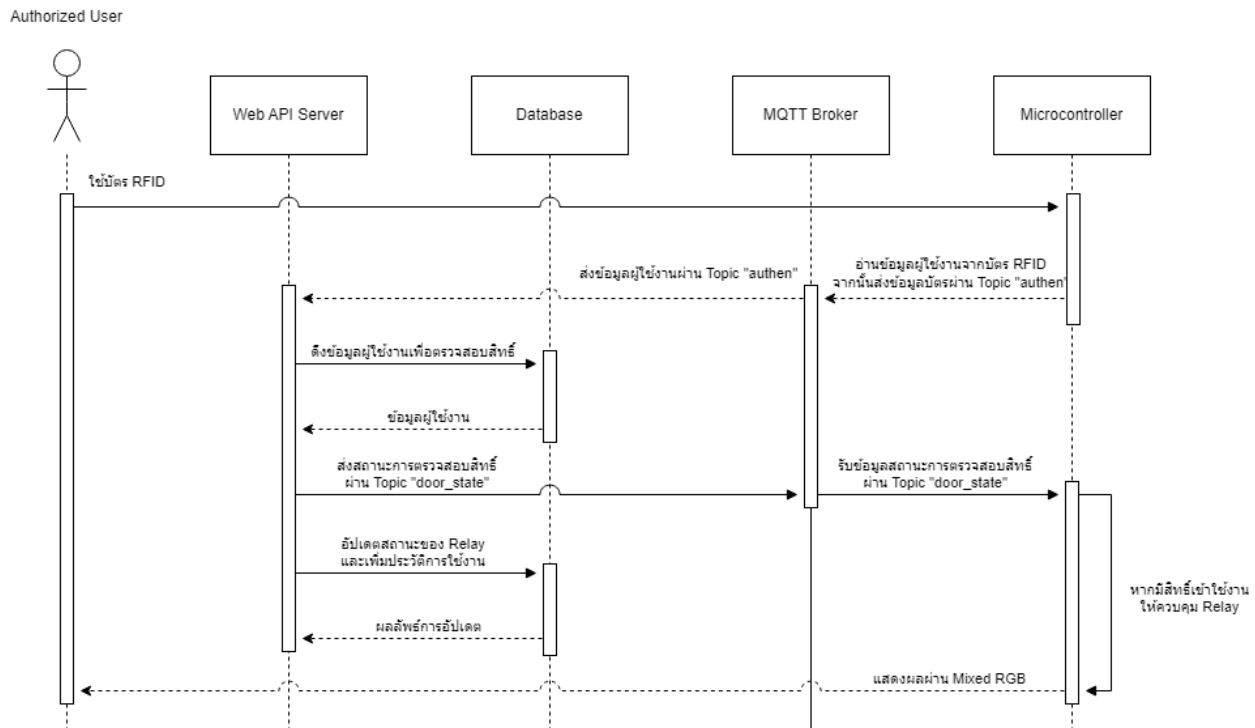 Authorized User
Web API Server
Database
MQTT Broker
Microcontroller
ใช้บัตร RFID
ส่งข้อมูลผู้ใช้งานผ่าน Topic "authen"
อ่านข้อมูลผู้ใช้งานจากบัตร RFID
จากนั้นส่งข้อมูลบัตรผ่าน Topic "authen"
ดึงข้อมูลผู้ใช้งานเพื่อตรวจสอบสิทธิ์
ข้อมูลผู้ใช้งาน
ส่งสถานะการตรวจสอบสิทธิ์
ผ่าน Topic "door_state"
รับข้อมูลสถานะการตรวจสอบสิทธิ์
ผ่าน Topic "door_state"
อัปเดตสถานะของ Relay
และเพิ่มประวัติการใช้งาน
หากมีสิทธิ์เข้าใช้งาน
ให้ควบคุม Relay
ผลลัพธ์การอัปเดต
แสดงผลผ่าน Mixed RGB